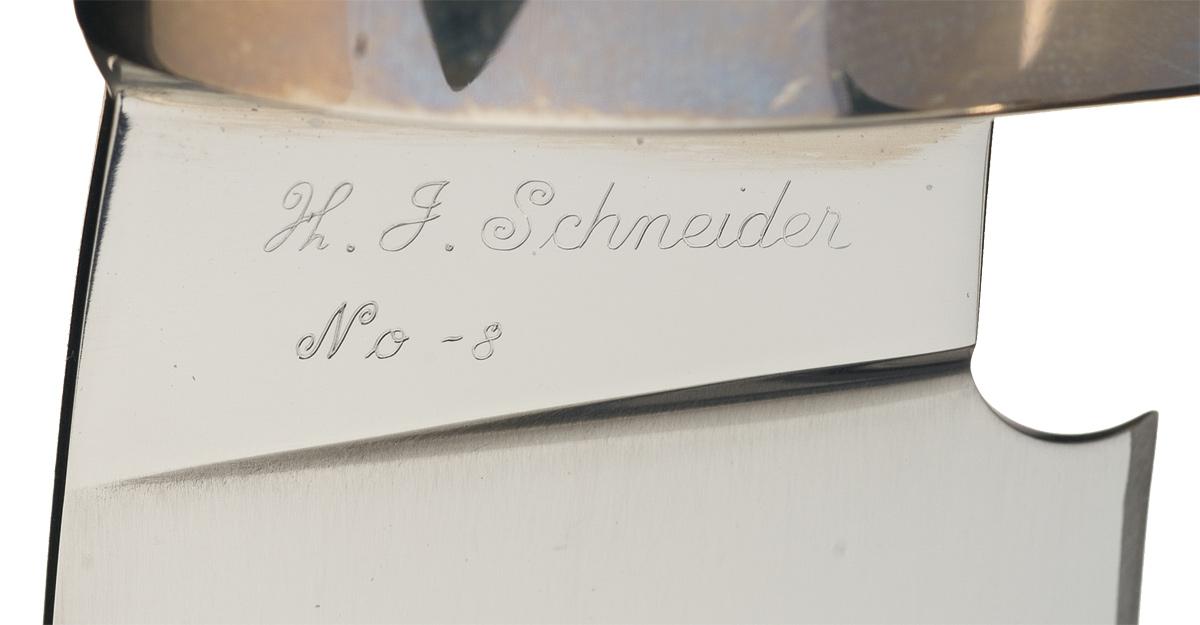 H. J. Schneider
No - 8